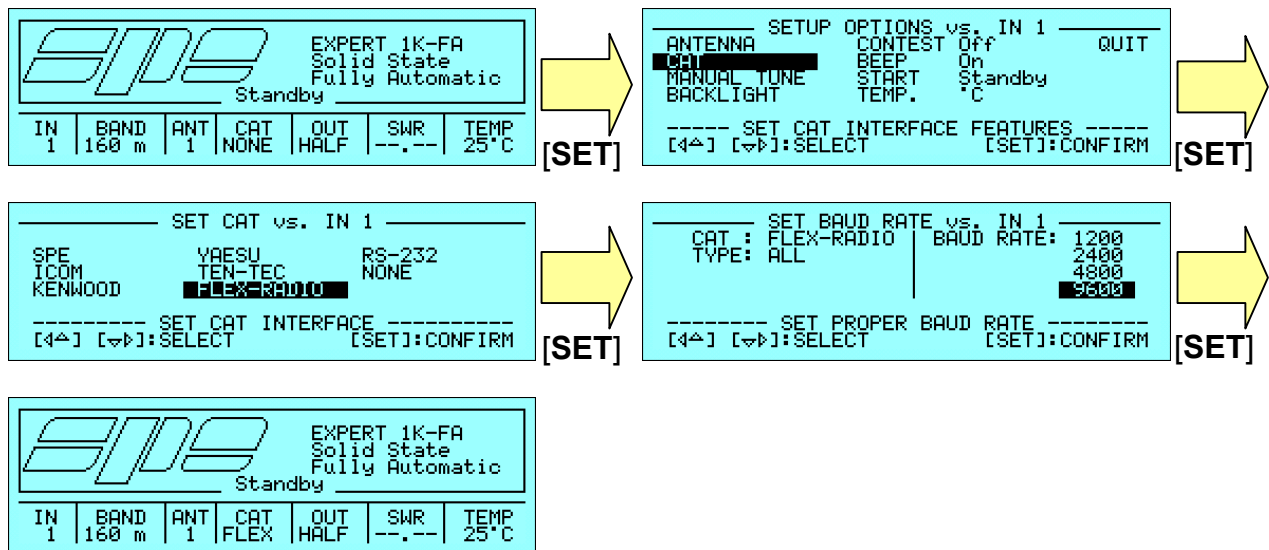 spe
EXPERT 1K-FA
Solid State
Fully Automatic
Standby
IN BAND ANT CAT OUT SWR TEMP
1 160 m 1 NONE HALF --.-- 25°C
[SET]
SETUP OPTIONS vs. IN 1
ANTENNA CONTEST Off QUIT
CAT BEEP On
MANUAL TUNE START Standby
BACKLIGHT TEMP. °C
----- SET CAT INTERFACE FEATURES -----
[◁△] [▽▷]:SELECT [SET]:CONFIRM
[SET]
SET CAT vs. IN 1
SPE YAESU RS-232
ICOM TEN-TEC NONE
KENWOOD FLEX-RADIO
--------- SET CAT INTERFACE ----------
[◁△] [▽▷]:SELECT [SET]:CONFIRM
[SET]
SET BAUD RATE vs. IN 1
CAT : FLEX-RADIO BAUD RATE: 1200
TYPE: ALL 2400
4800
9600
-------- SET PROPER BAUD RATE --------
[◁△] [▽▷]:SELECT [SET]:CONFIRM
[SET]
spe
EXPERT 1K-FA
Solid State
Fully Automatic
Standby
IN BAND ANT CAT OUT SWR TEMP
1 160 m 1 FLEX HALF --.-- 25°C